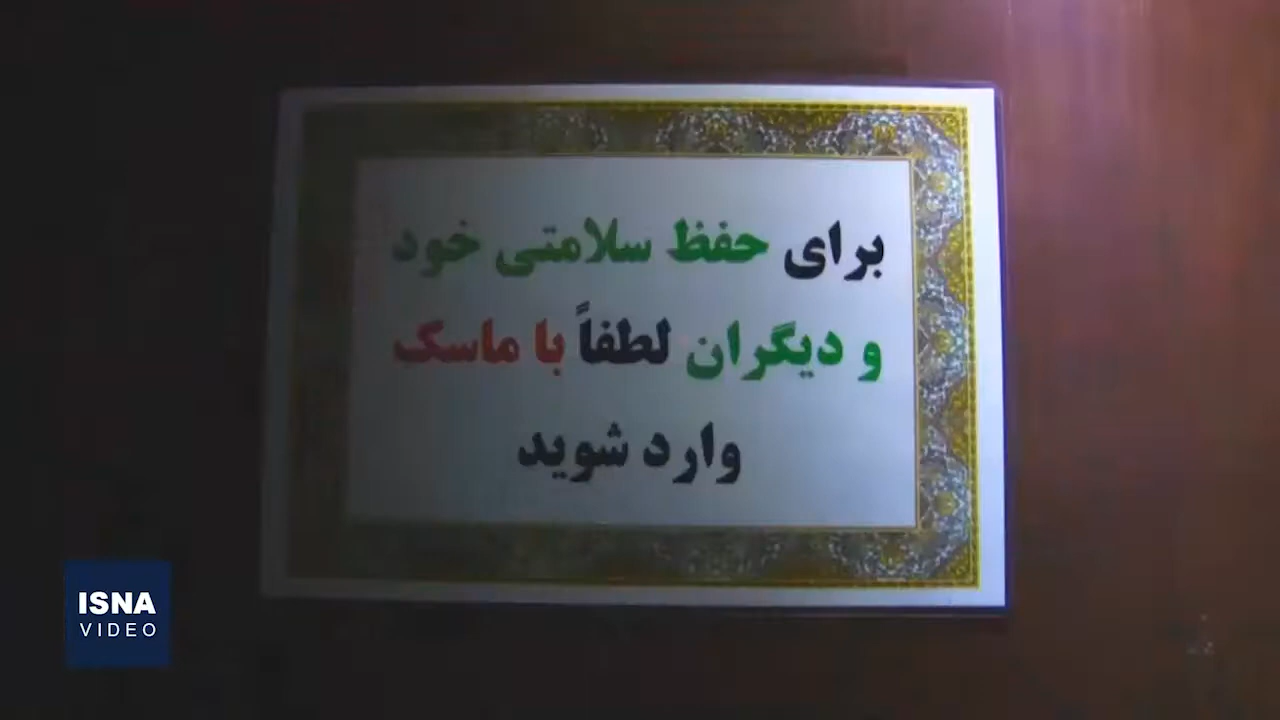 برای حفظ سلامتی خود
و دیگران لطفاً با ماسک
وارد شوید
ISNA
VIDEO